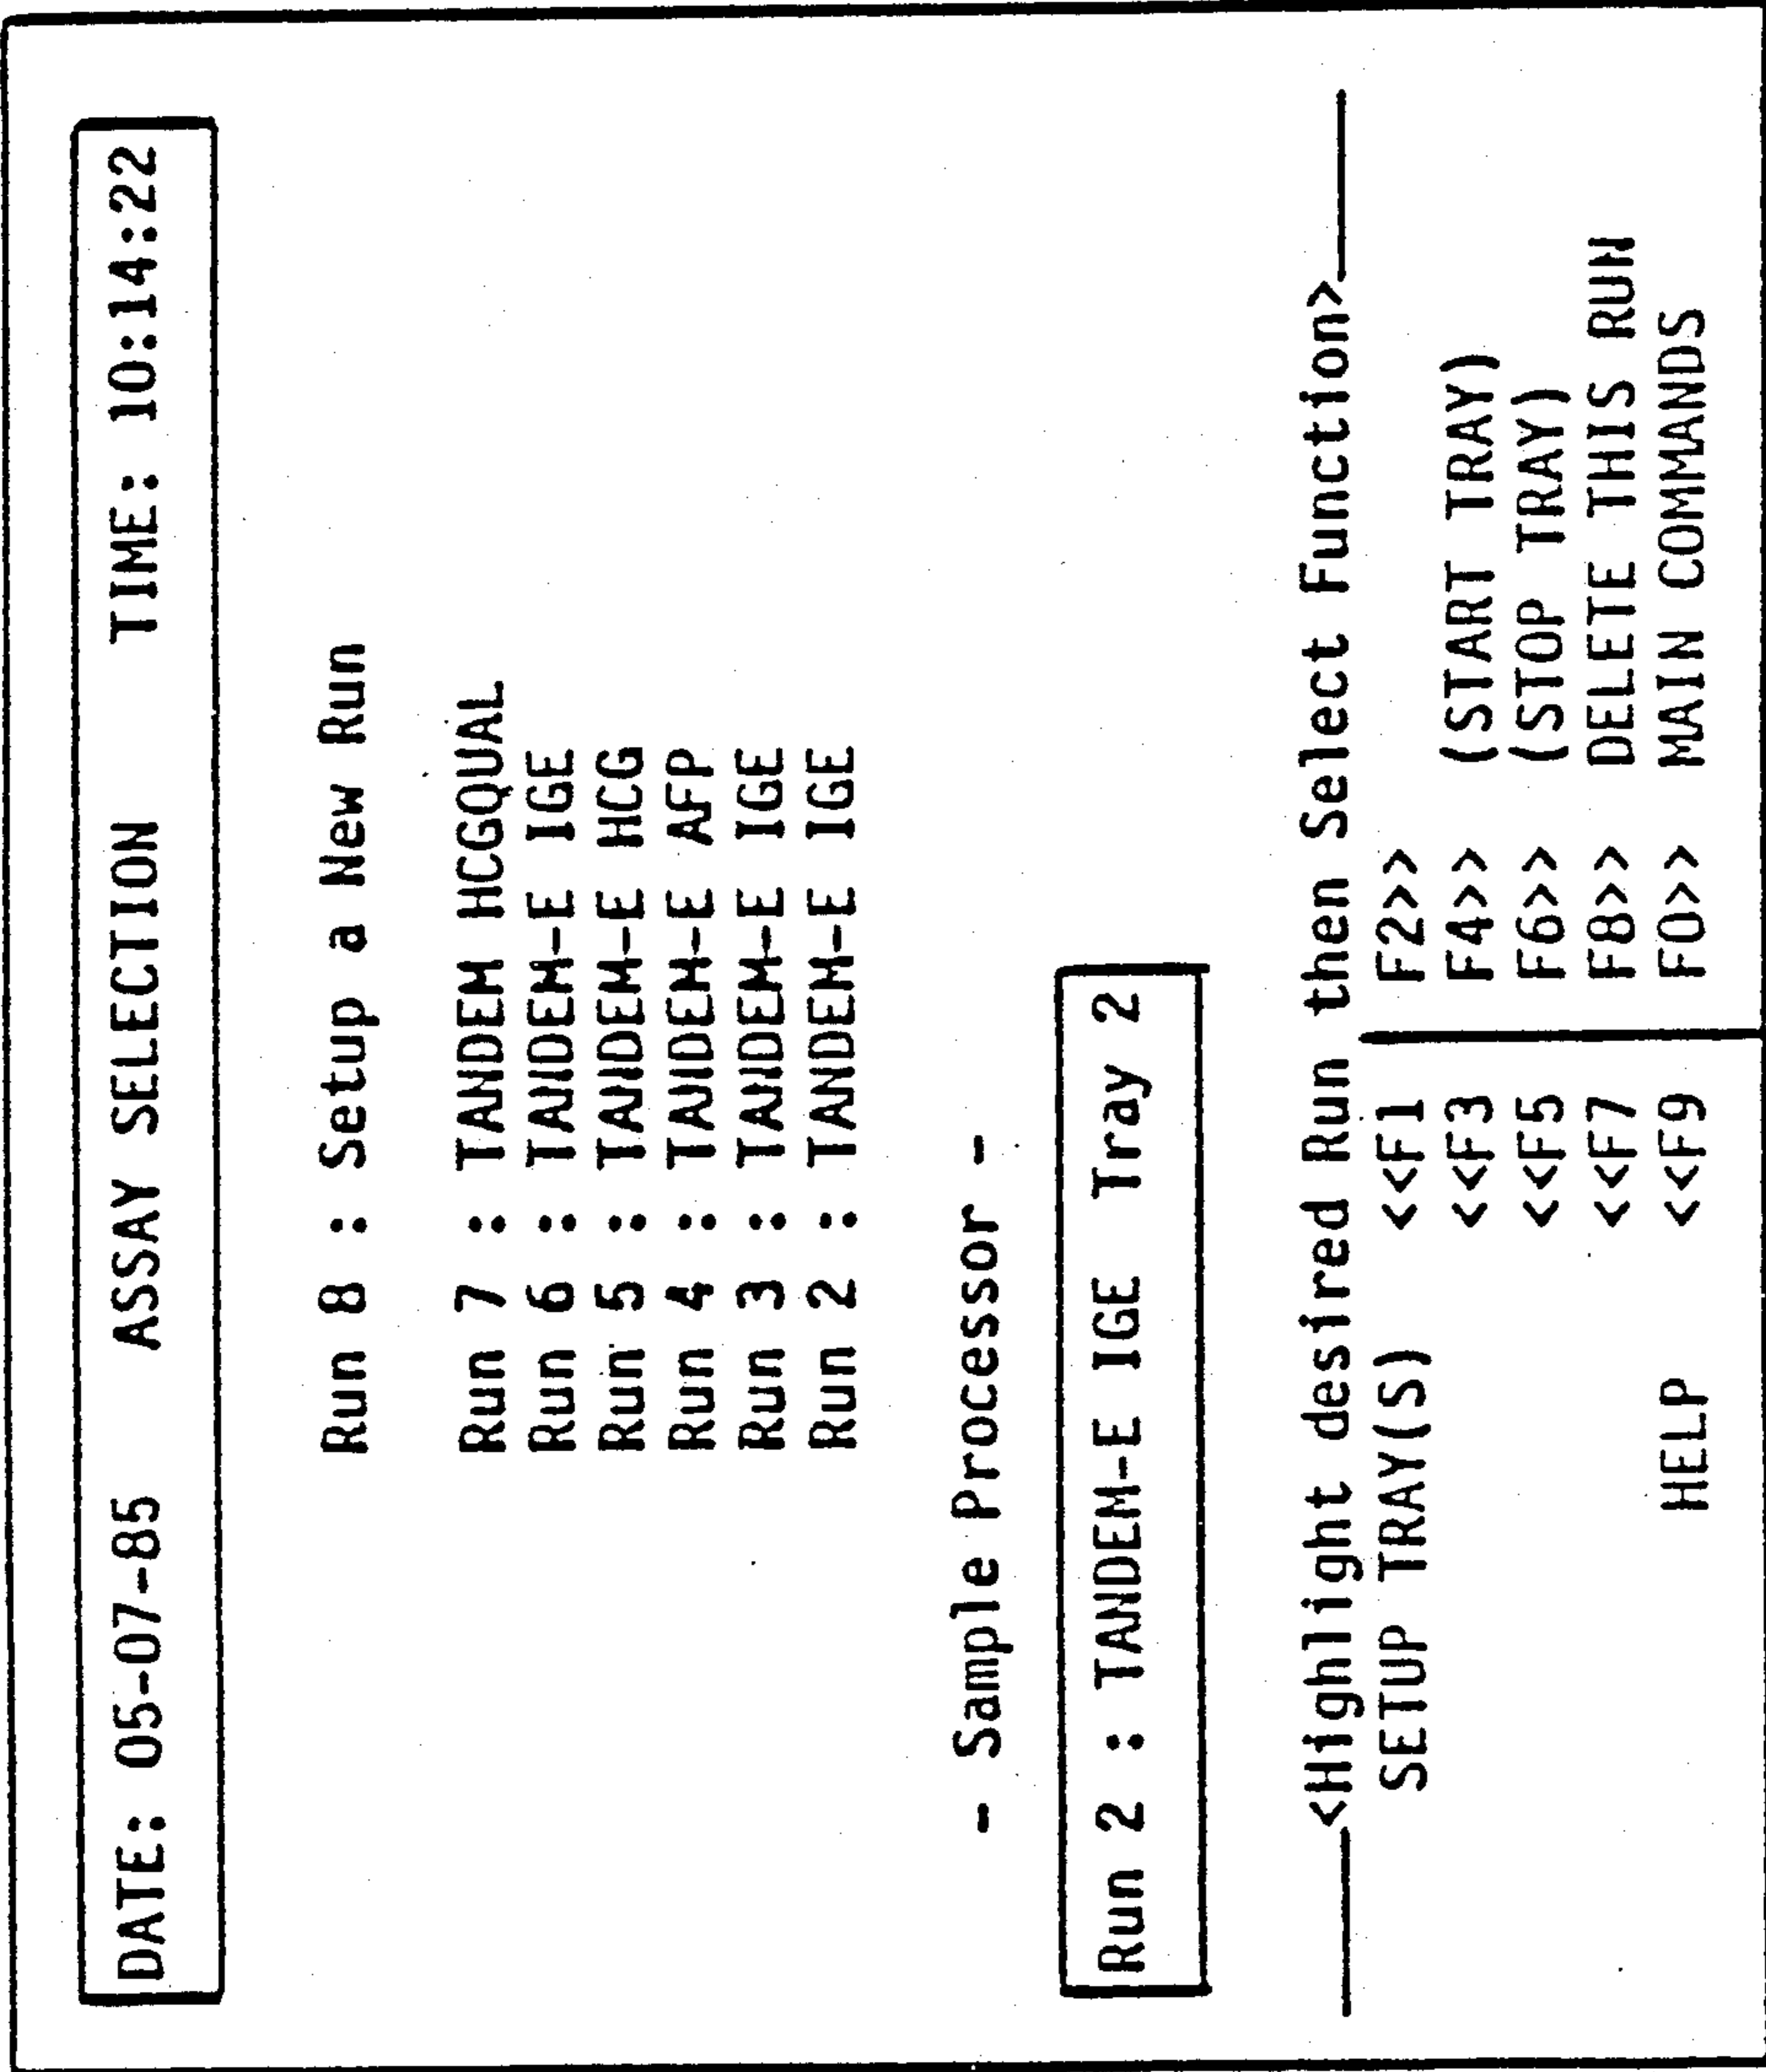 DATE: 05-07-85 ASSAY SELECTION TIME: 10:14:22
Run 8 : Setup a New Run
Run 7 : TANDEM HCGQUAL
Run 6 : TANDEM-E IGE
Run 5 : TANDEM-E HCG
Run 4 : TANDEM-E AFP
Run 3 : TANDEM-E IGE
Run 2 : TANDEM-E IGE
- Sample Processor -
Run 2 : TANDEM-E IGE Tray 2
<Highlight desired Run then Select Function>
SETUP TRAY(S) <<F1 F2>>
<<F3 F4>> (START TRAY)
<<F5 F6>> (STOP TRAY)
<<F7 F8>> DELETE THIS RUN
HELP <<F9 F0>> MAIN COMMANDS